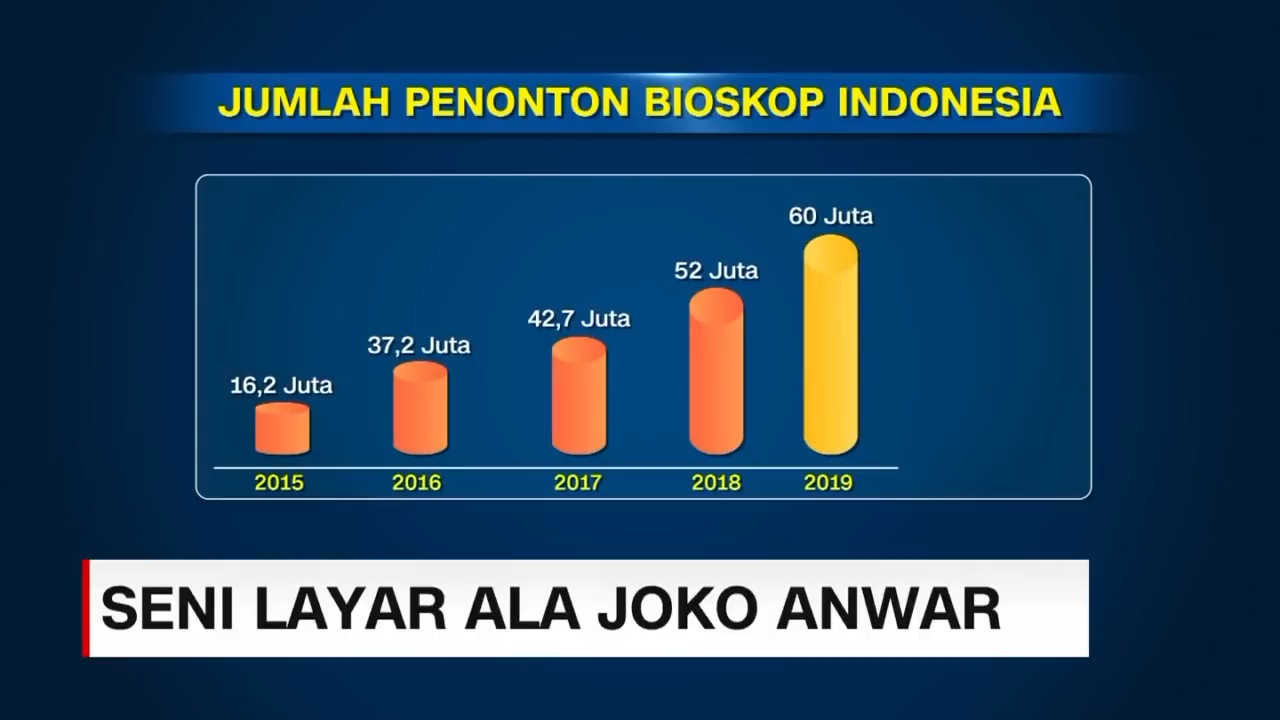 JUMLAH PENONTON BIOSKOP INDONESIA
60 Juta
52 Juta
42,7 Juta
37,2 Juta
16,2 Juta
2015 2016 2017 2018 2019
SENI LAYAR ALA JOKO ANWAR